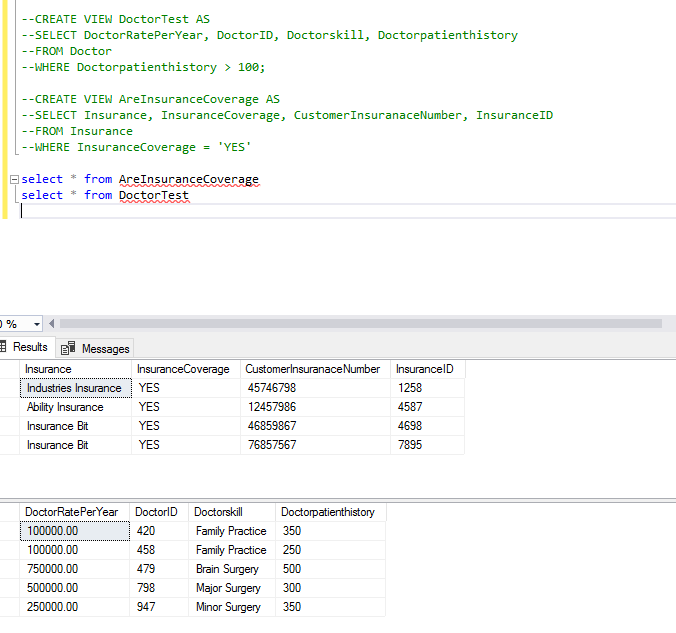 --CREATE VIEW DoctorTest AS
--SELECT DoctorRatePerYear, DoctorID, Doctorskill, Doctorpatienthistory
--FROM Doctor
--WHERE Doctorpatienthistory > 100;
--CREATE VIEW AreInsuranceCoverage AS
--SELECT Insurance, InsuranceCoverage, CustomerInsuranaceNumber, InsuranceID
--FROM Insurance
--WHERE InsuranceCoverage = 'YES'
select * from AreInsuranceCoverage
select * from DoctorTest
%
Results Messages
Insurance InsuranceCoverage CustomerInsuranaceNumber InsuranceID
Industries Insurance YES 45746798 1258
Ability Insurance YES 12457986 4587
Insurance Bit YES 46859867 4698
Insurance Bit YES 76857567 7895
DoctorRatePerYear DoctorID Doctorskill Doctorpatienthistory
100000.00 420 Family Practice 350
100000.00 458 Family Practice 250
750000.00 479 Brain Surgery 500
500000.00 798 Major Surgery 300
250000.00 947 Minor Surgery 350